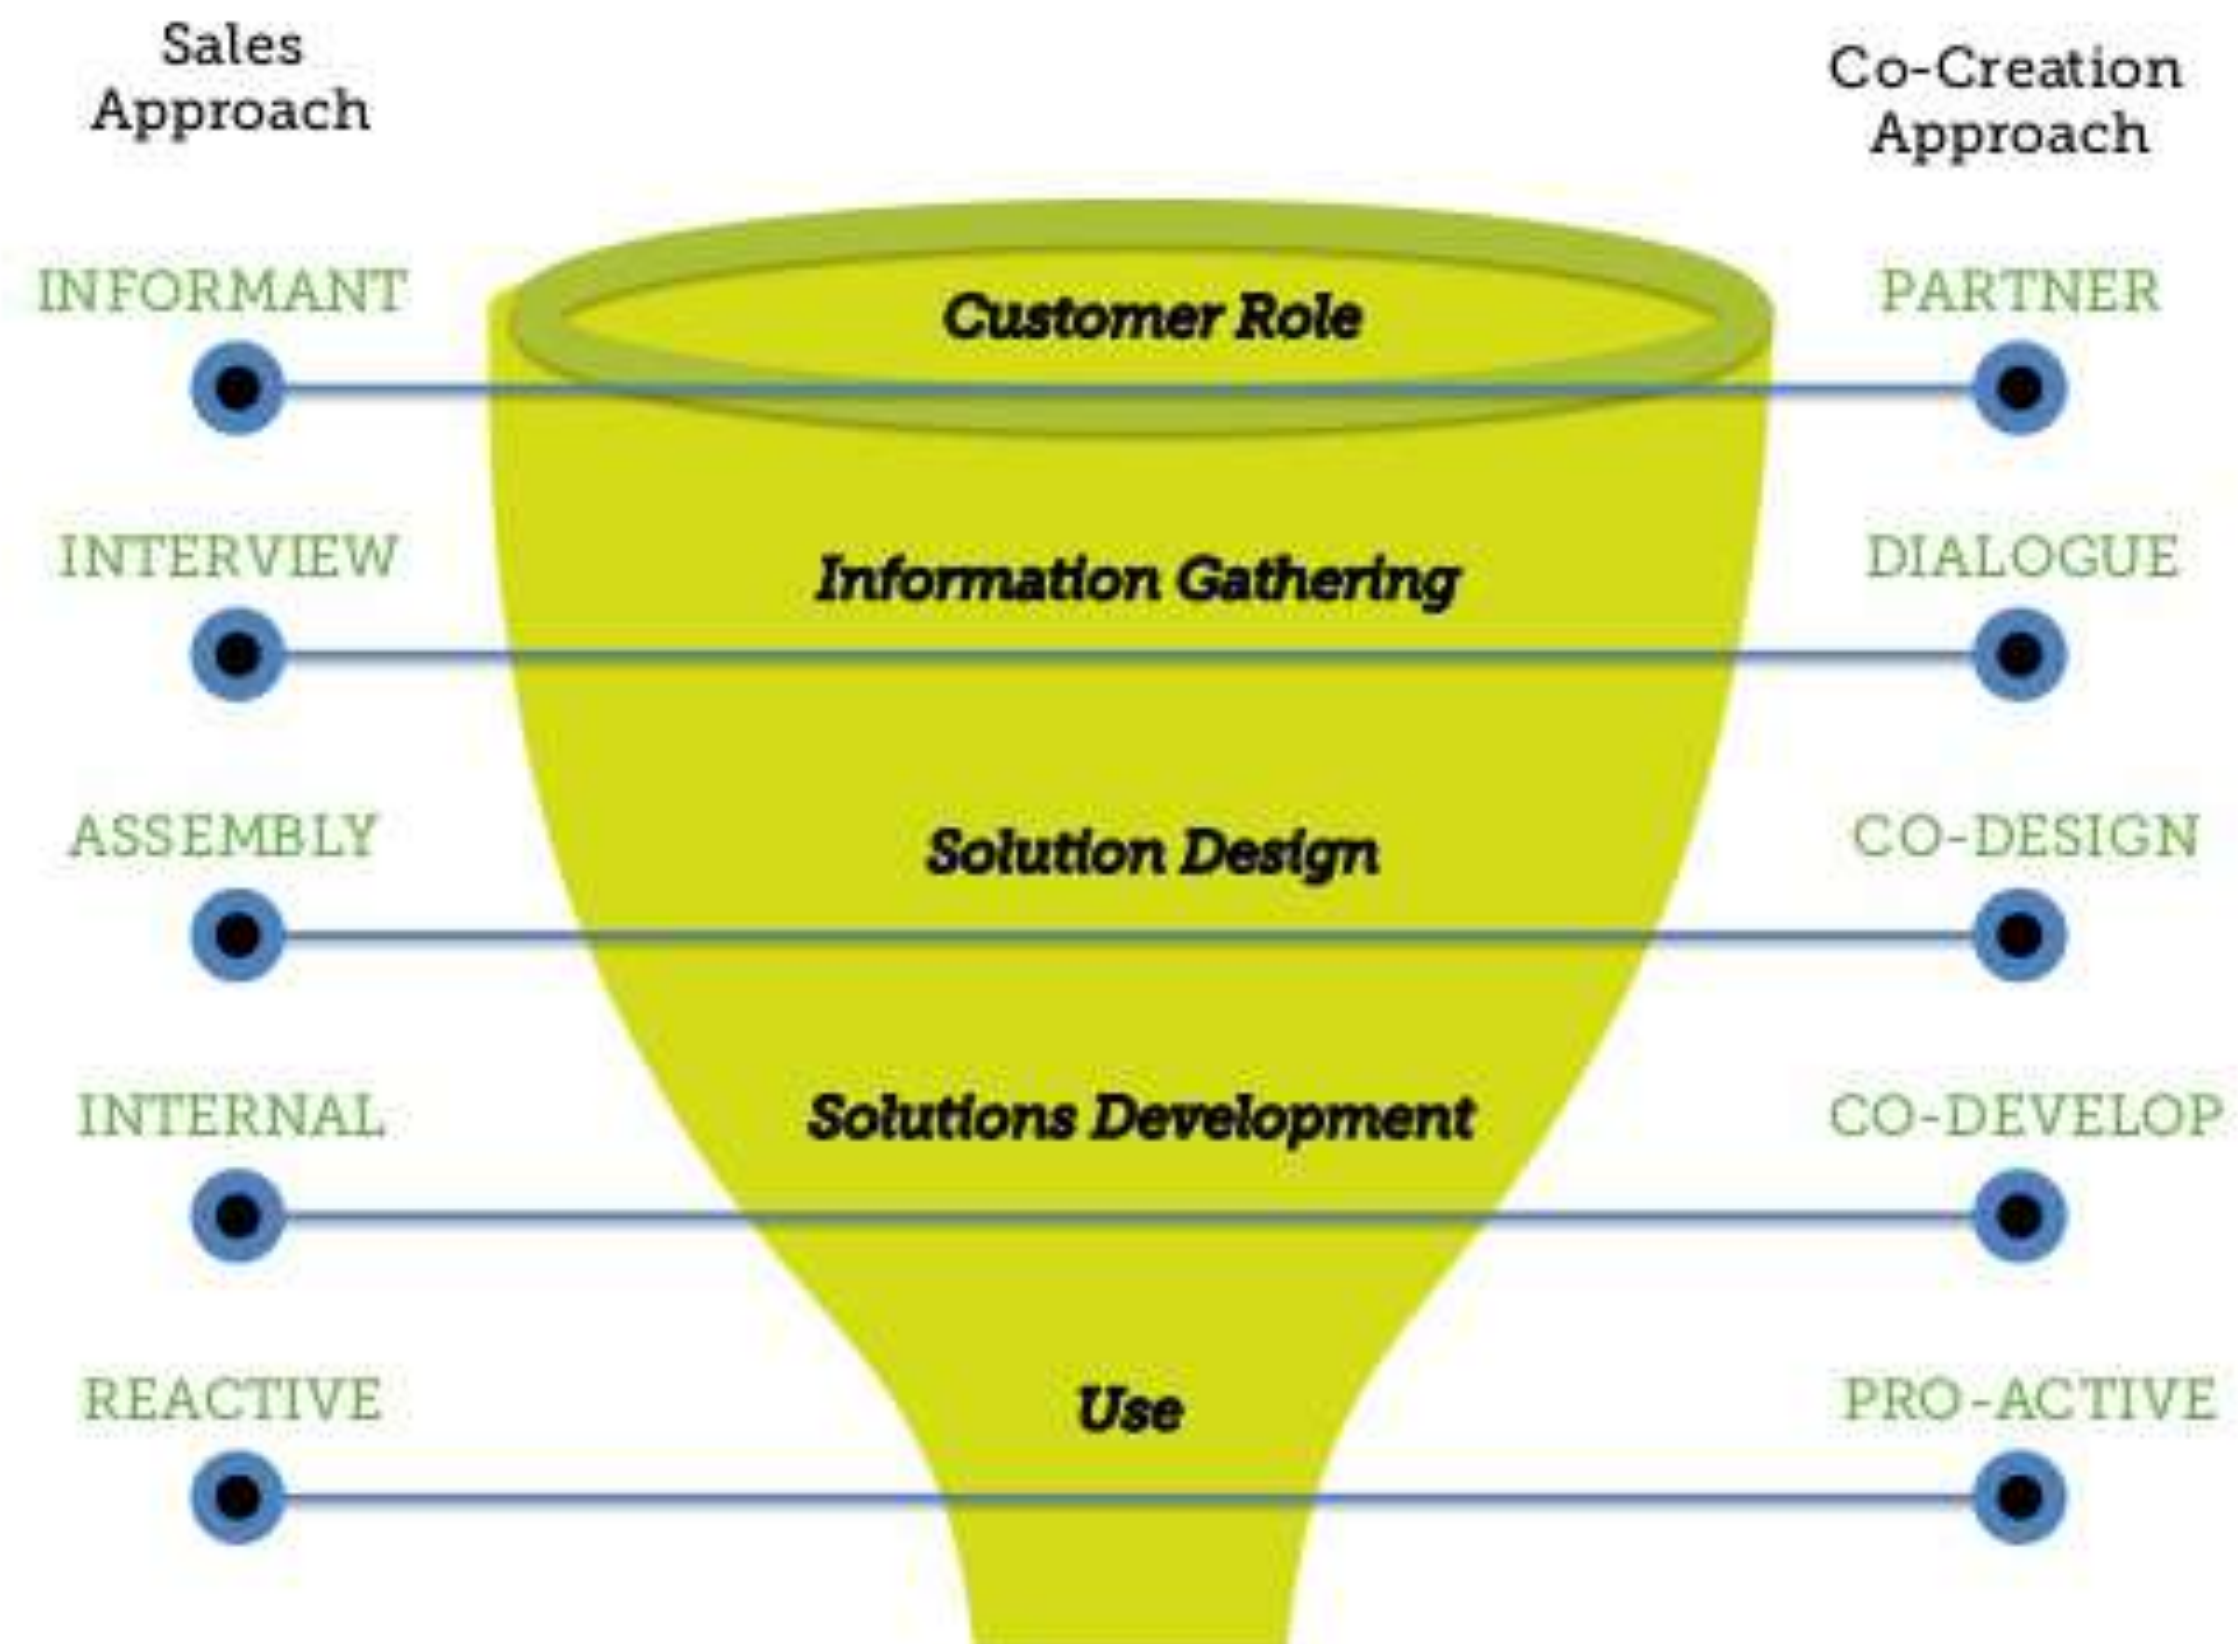 Sales
Approach
Co-Creation
Approach
INFORMANT
Customer Role
PARTNER
INTERVIEW
Information Gathering
DIALOGUE
ASSEMBLY
Solution Design
CO-DESIGN
INTERNAL
Solutions Development
CO-DEVELOP
REACTIVE
Use
PRO-ACTIVE